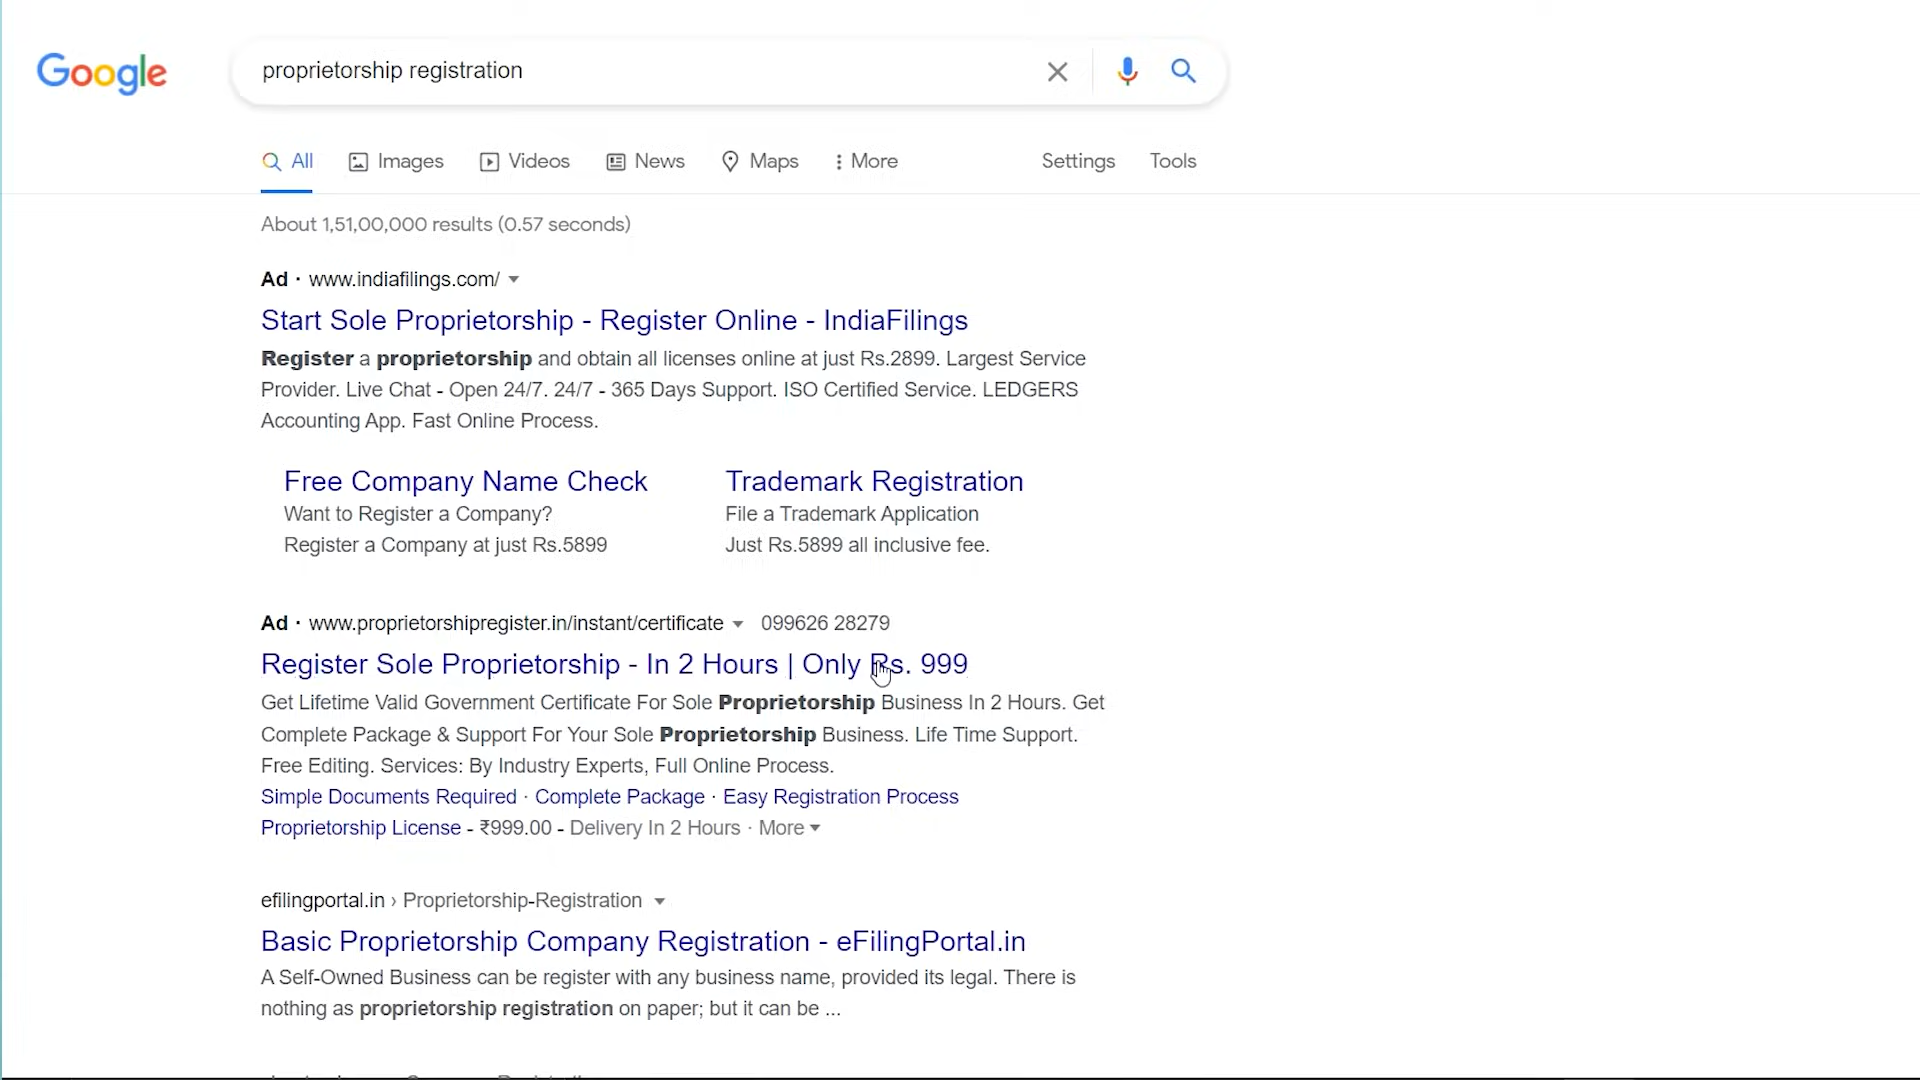 Google
proprietorship registration
All Images Videos News Maps More Settings Tools
About 1,51,00,000 results (0.57 seconds)
Ad · www.indiafilings.com/
Start Sole Proprietorship - Register Online - IndiaFilings
Register a proprietorship and obtain all licenses online at just Rs.2899. Largest Service
Provider. Live Chat - Open 24/7. 24/7 - 365 Days Support. ISO Certified Service. LEDGERS
Accounting App. Fast Online Process.
Free Company Name Check
Want to Register a Company?
Register a Company at just Rs.5899
Trademark Registration
File a Trademark Application
Just Rs.5899 all inclusive fee.
Ad · www.proprietorshipregister.in/instant/certificate 099626 28279
Register Sole Proprietorship - In 2 Hours | Only Rs. 999
Get Lifetime Valid Government Certificate For Sole Proprietorship Business In 2 Hours. Get
Complete Package & Support For Your Sole Proprietorship Business. Life Time Support.
Free Editing. Services: By Industry Experts, Full Online Process.
Simple Documents Required · Complete Package · Easy Registration Process
Proprietorship License - ₹999.00 - Delivery In 2 Hours · More
efilingportal.in › Proprietorship-Registration
Basic Proprietorship Company Registration - eFilingPortal.in
A Self-Owned Business can be register with any business name, provided its legal. There is
nothing as proprietorship registration on paper; but it can be ...